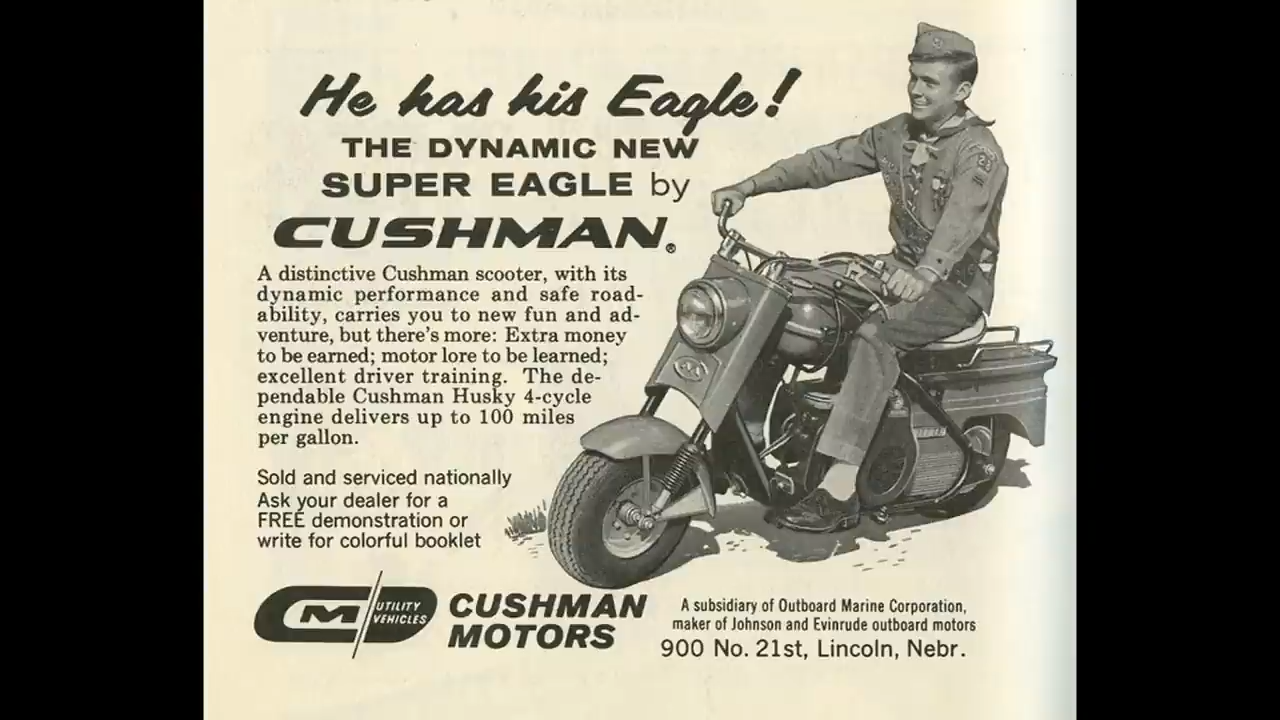 He has his Eagle!
THE DYNAMIC NEW
SUPER EAGLE by
CUSHMAN®
A distinctive Cushman scooter, with its
dynamic performance and safe road-
ability, carries you to new fun and ad-
venture, but there's more: Extra money
to be earned; motor lore to be learned;
excellent driver training. The de-
pendable Cushman Husky 4-cycle
engine delivers up to 100 miles
per gallon.
Sold and serviced nationally
Ask your dealer for a
FREE demonstration or
write for colorful booklet
CM UTILITY
VEHICLES
CUSHMAN
MOTORS
A subsidiary of Outboard Marine Corporation,
maker of Johnson and Evinrude outboard motors
900 No. 21st, Lincoln, Nebr.